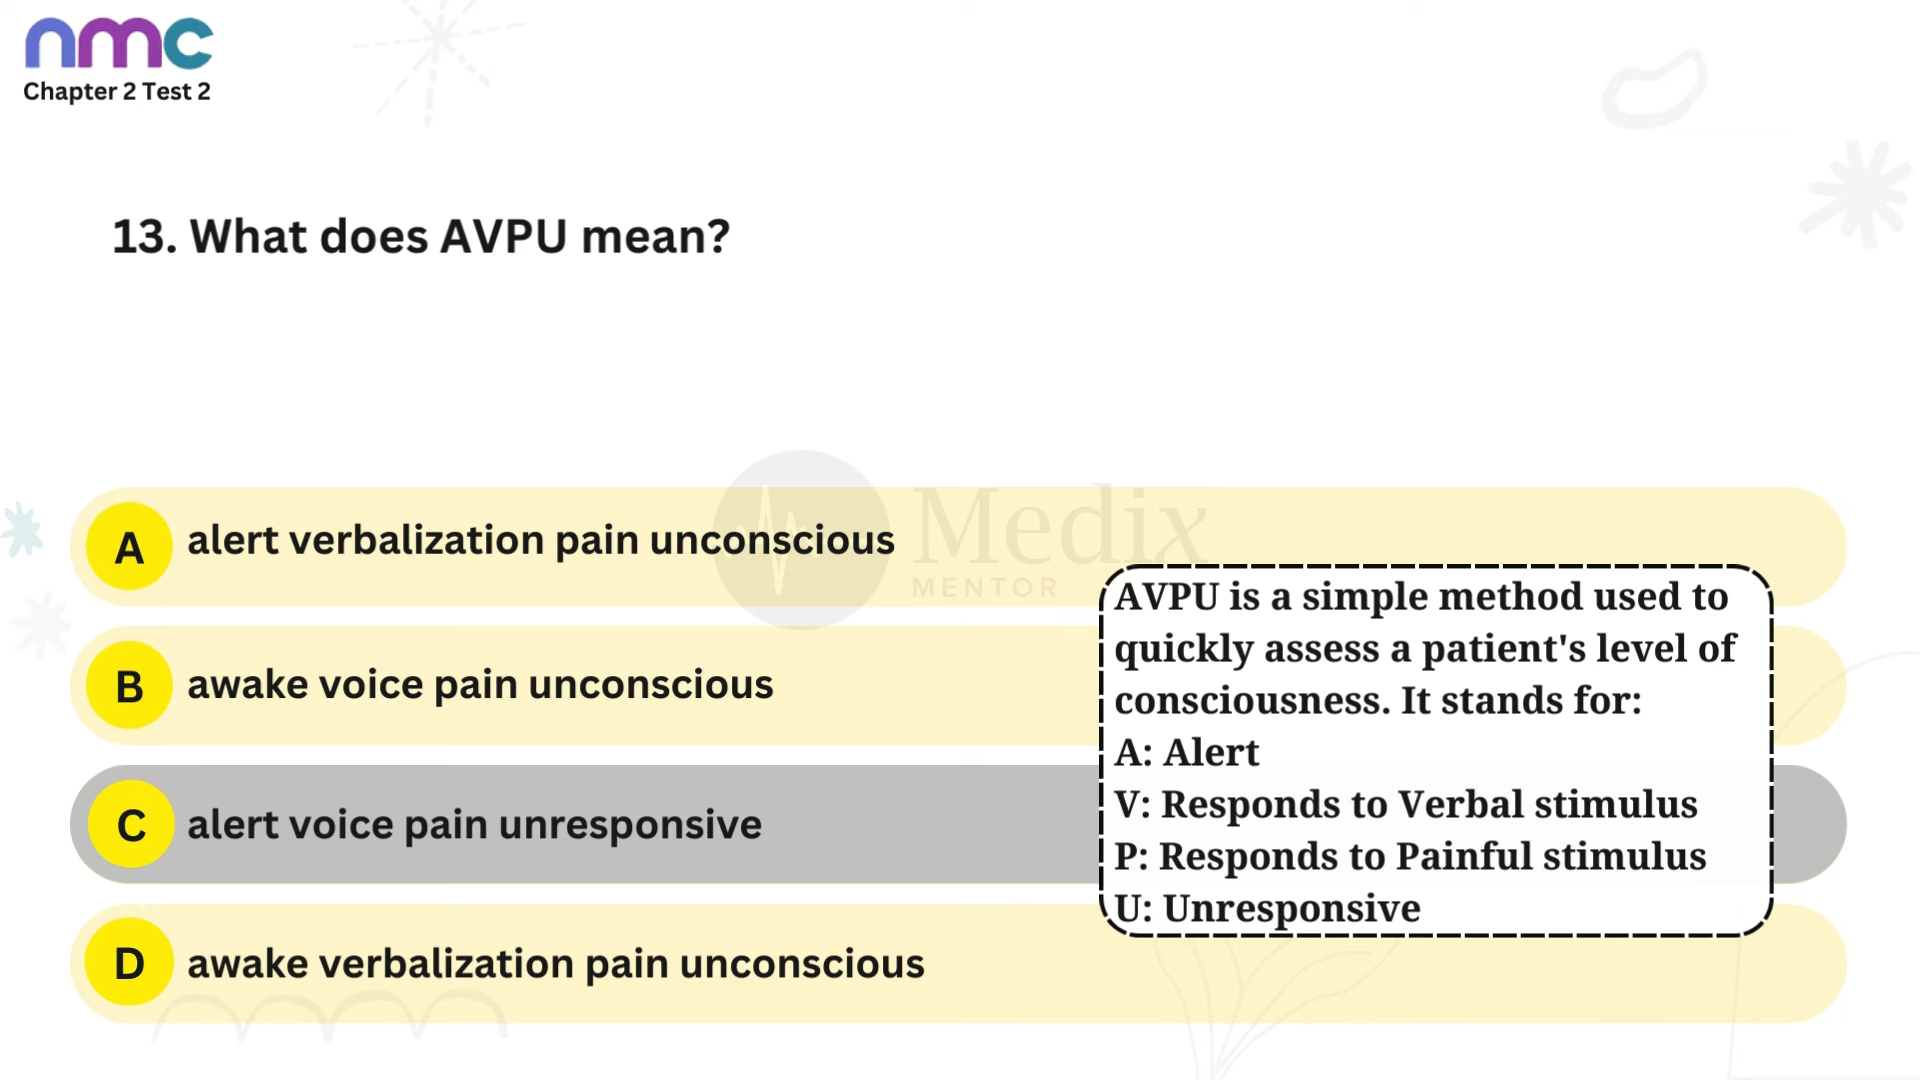 nmc
Chapter 2 Test 2
13. What does AVPU mean?
A alert verbalization pain unconscious
Medix
MENTOR
B awake voice pain unconscious
C alert voice pain unresponsive
D awake verbalization pain unconscious
AVPU is a simple method used to
quickly assess a patient's level of
consciousness. It stands for:
A: Alert
V: Responds to Verbal stimulus
P: Responds to Painful stimulus
U: Unresponsive